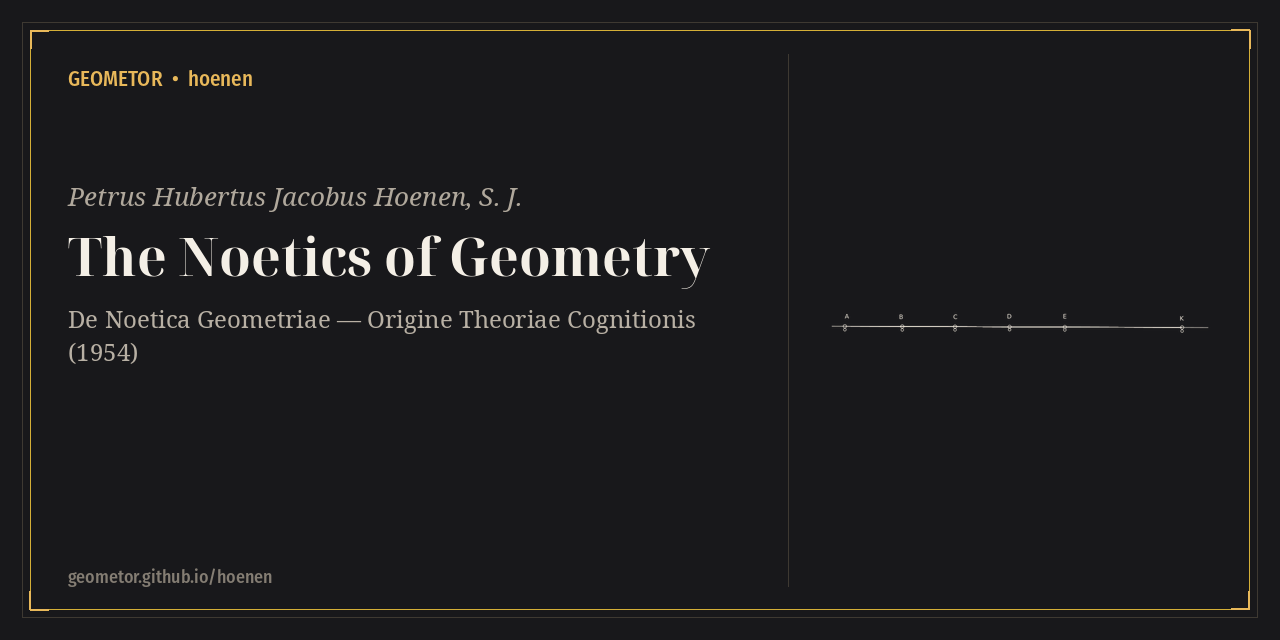 GEOMETOR • hoenen
Petrus Hubertus Jacobus Hoenen, S. J.
The Noetics of Geometry
De Noetica Geometriae — Origine Theoriae Cognitionis
(1954)
A B C D E K
geometor.github.io/hoenen